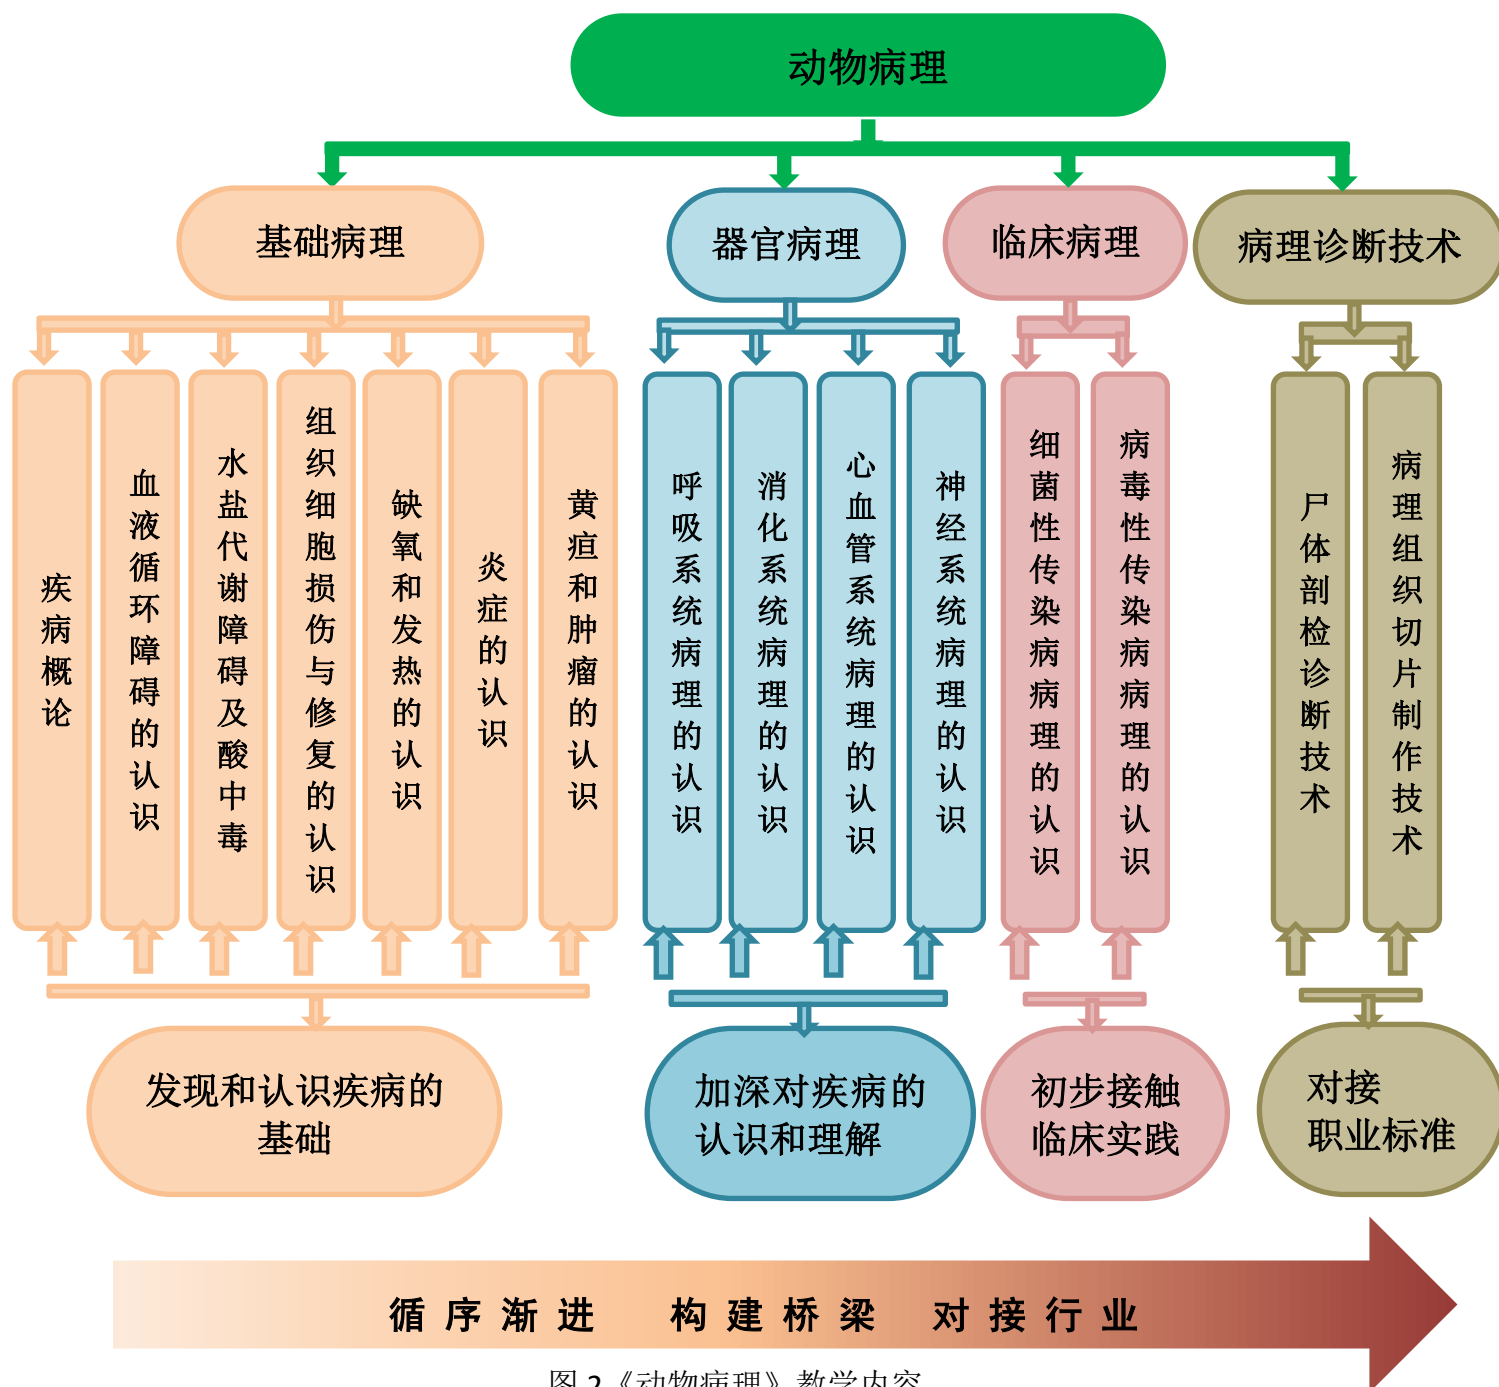 动物病理
基础病理
器官病理
临床病理
病理诊断技术
疾病概论
血液循环障碍的认识
水盐代谢障碍及酸中毒
组织细胞损伤与修复的认识
缺氧和发热的认识
炎症的认识
黄疸和肿瘤的认识
呼吸系统病理的认识
消化系统病理的认识
心血管系统病理的认识
神经系统病理的认识
细菌性传染病病理的认识
病毒性传染病病理的认识
尸体剖检诊断技术
病理组织切片制作技术
发现和认识疾病的
基础
加深对疾病的
认识和理解
初步接触
临床实践
对接
职业标准
循序渐进 构建桥梁 对接行业
图 2《动物病理》教学内容